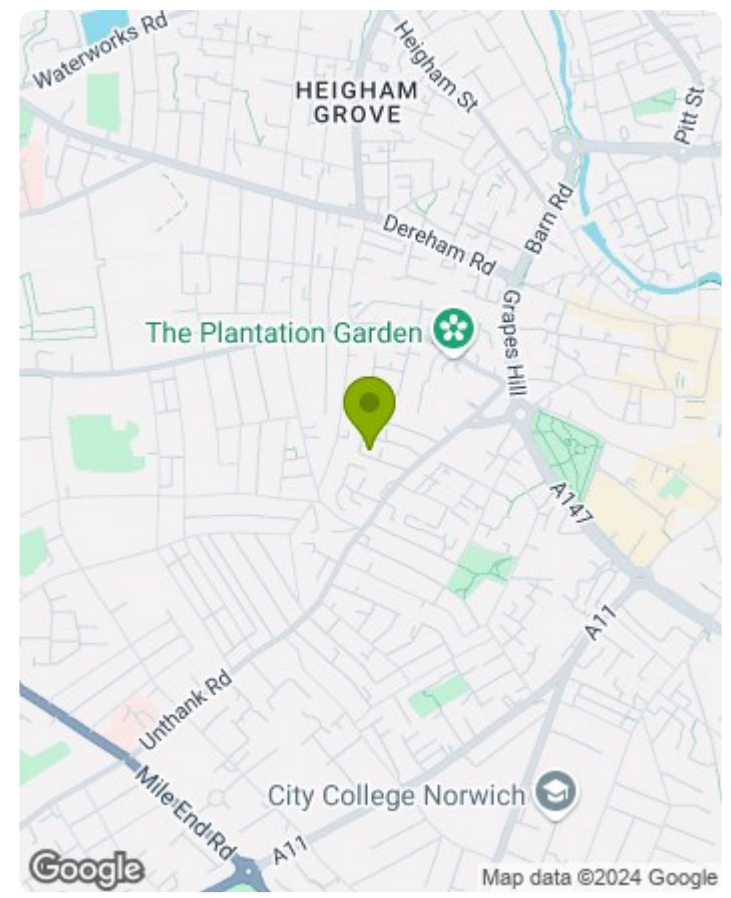 Waterworks Rd
Heigham St
HEIGHAM
GROVE
Pitt St
Barn Rd
Dereham Rd
The Plantation Garden
Grapes Hill
A147
A11
Unthank Rd
Mile End Rd
City College Norwich
A11
Google
Map data ©2024 Google